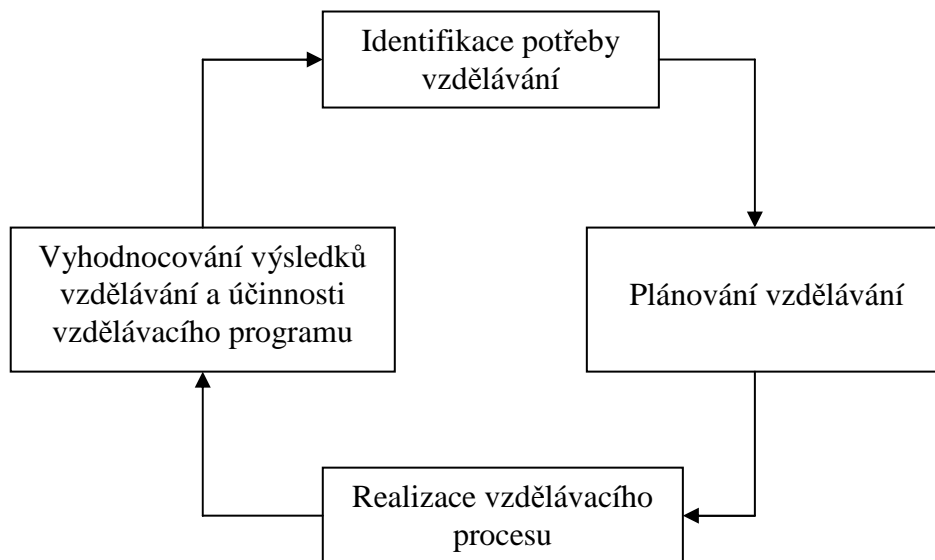 Identifikace potřeby
vzdělávání
Vyhodnocování výsledků
vzdělávání a účinnosti
vzdělávacího programu
Plánování vzdělávání
Realizace vzdělávacího
procesu